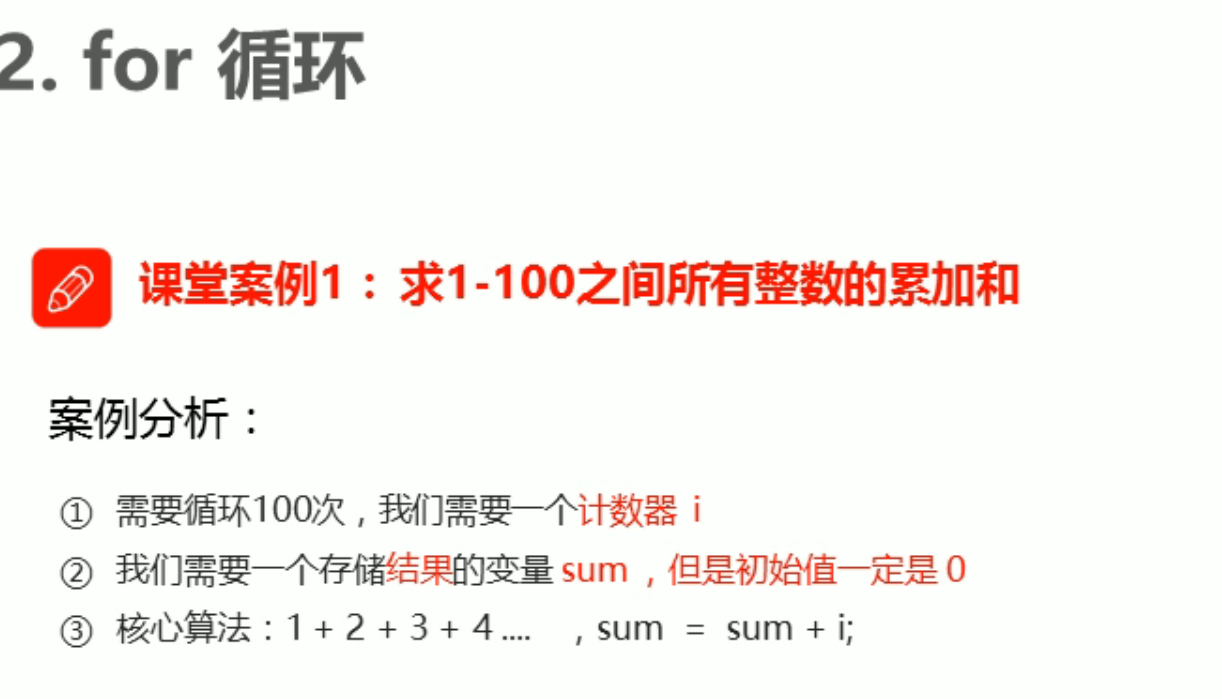 2. for 循环
课堂案例1：求1-100之间所有整数的累加和
案例分析：
① 需要循环100次，我们需要一个计数器 i
② 我们需要一个存储结果的变量 sum ，但是初始值一定是 0
③ 核心算法：1 + 2 + 3 + 4 .... ，sum = sum + i;